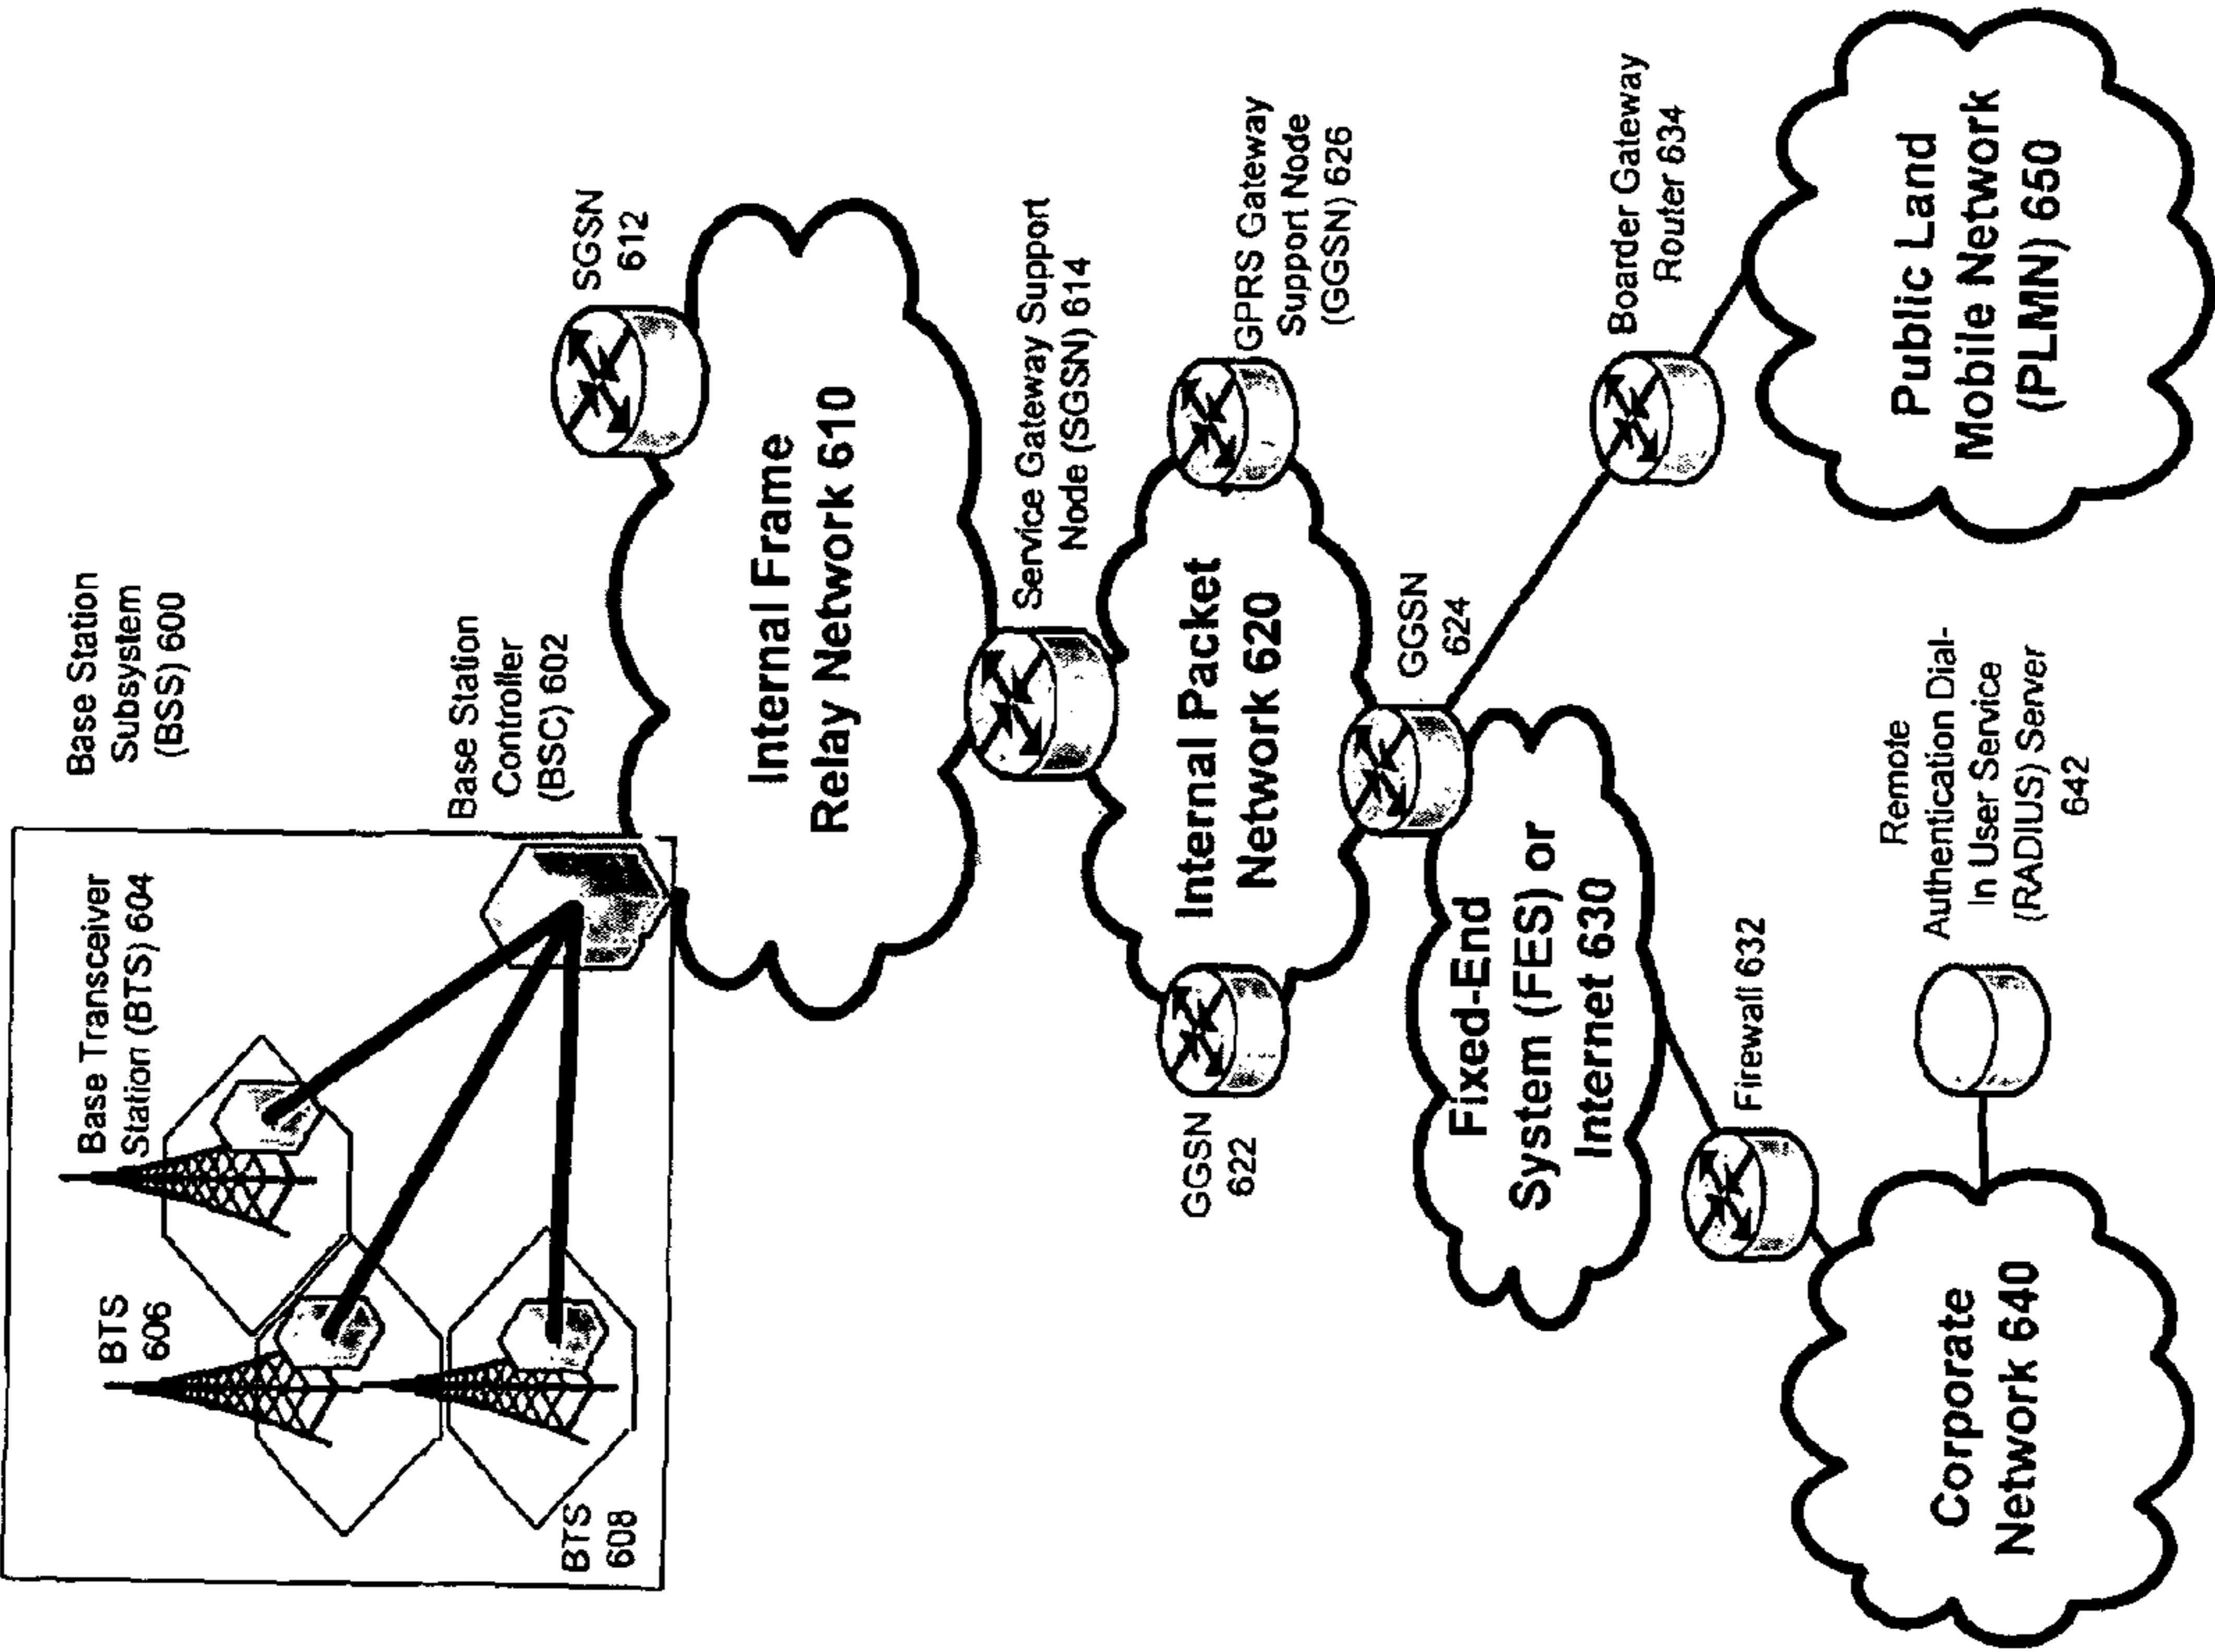 Base Station
Subsystem
(BSS) 600
Base Transceiver
Station (BTS) 604
BTS
606
BTS
608
Base Station
Controller
(BSC) 602
SGSN
612
Internal Frame
Relay Network 610
Service Gateway Support
Node (SGSN) 614
GPRS Gateway
Support Node
(GGSN) 626
Internal Packet
Network 620
GGSN
622
GGSN
624
Fixed-End
System (FES) or
Internet 630
Boarder Gateway
Router 634
Firewall 632
Remote
Authentication Dial-
In User Service
(RADIUS) Server
642
Public Land
Mobile Network
(PLMN) 650
Corporate
Network 640